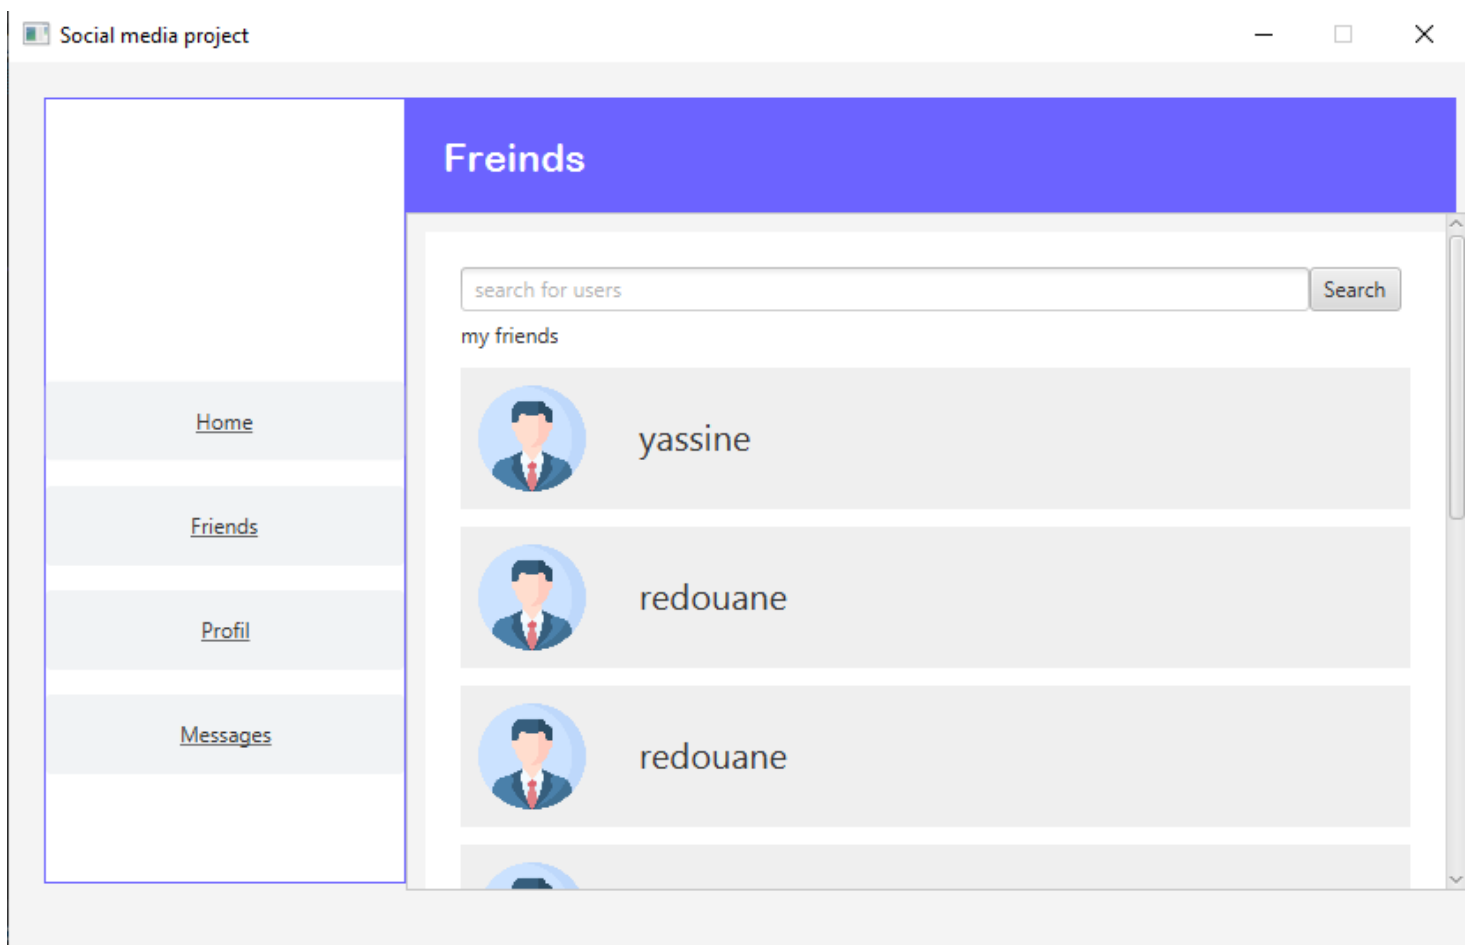 Social media project
Freinds
Search for users Search
my friends
yassine
redouane
redouane
Home
Friends
Profil
Messages